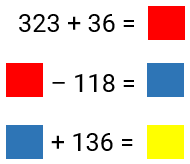 323 + 36 =
– 118 =
+ 136 =